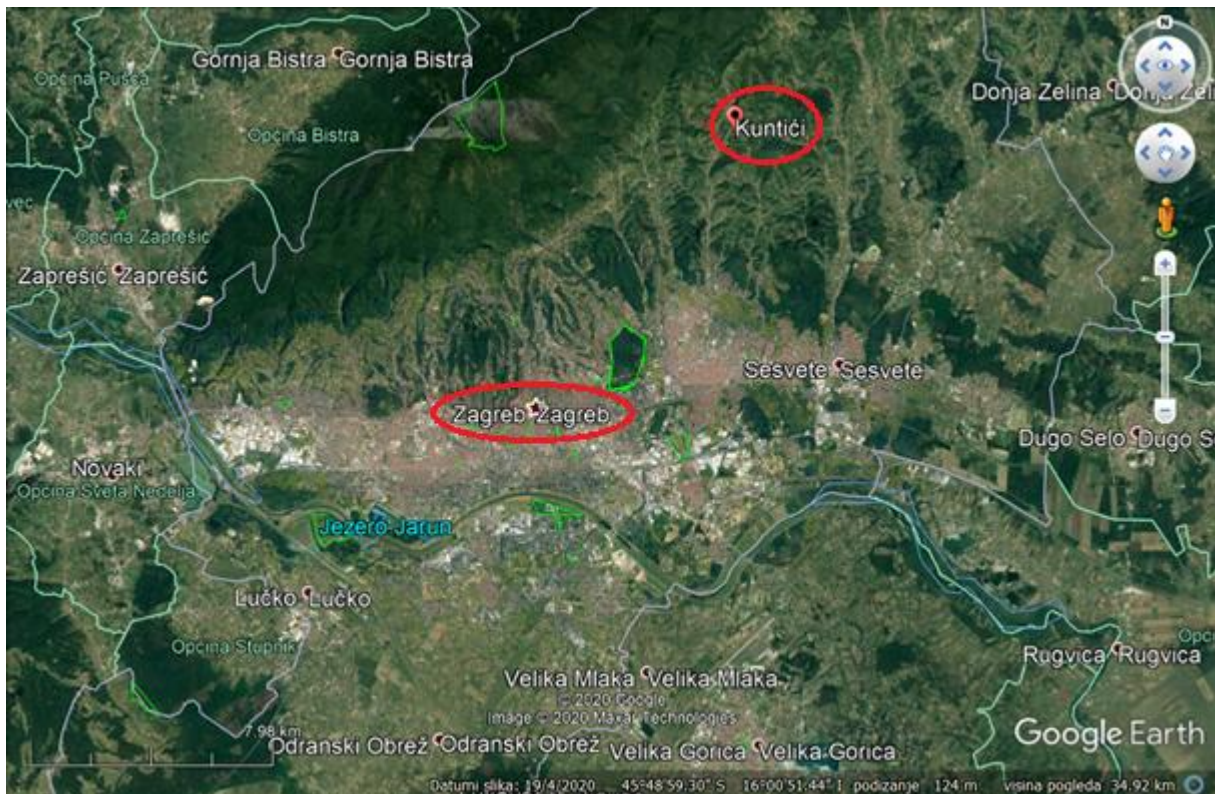 Gornja Bistra Gornja Bistra
Općina Pušća
N
Donja Zelina Donja Zeli
Kuntići
Općina Bistra
vec
Općina Zaprešić
Zaprešić Zaprešić
Sesvete Sesvete
Zagreb Zagreb
Dugo Selo Dugo S
Novaki
Općina Sveta Nedelja
Jezero Jarun
Lučko Lučko
Općina Stupnik
Opć
Rugvica Rugvica
Velika Mlaka Velika Mlaka
© 2020 Google
Image © 2020 Maxar Technologies
7.98 km
Google Earth
Odranski Obrež Odranski Obrež
Velika Gorica Velika Gorica
Datumi slika: 19/4/2020 45°48'59.30" S 16°00'51.44" I podizanje 124 m visina pogleda 34.92 km